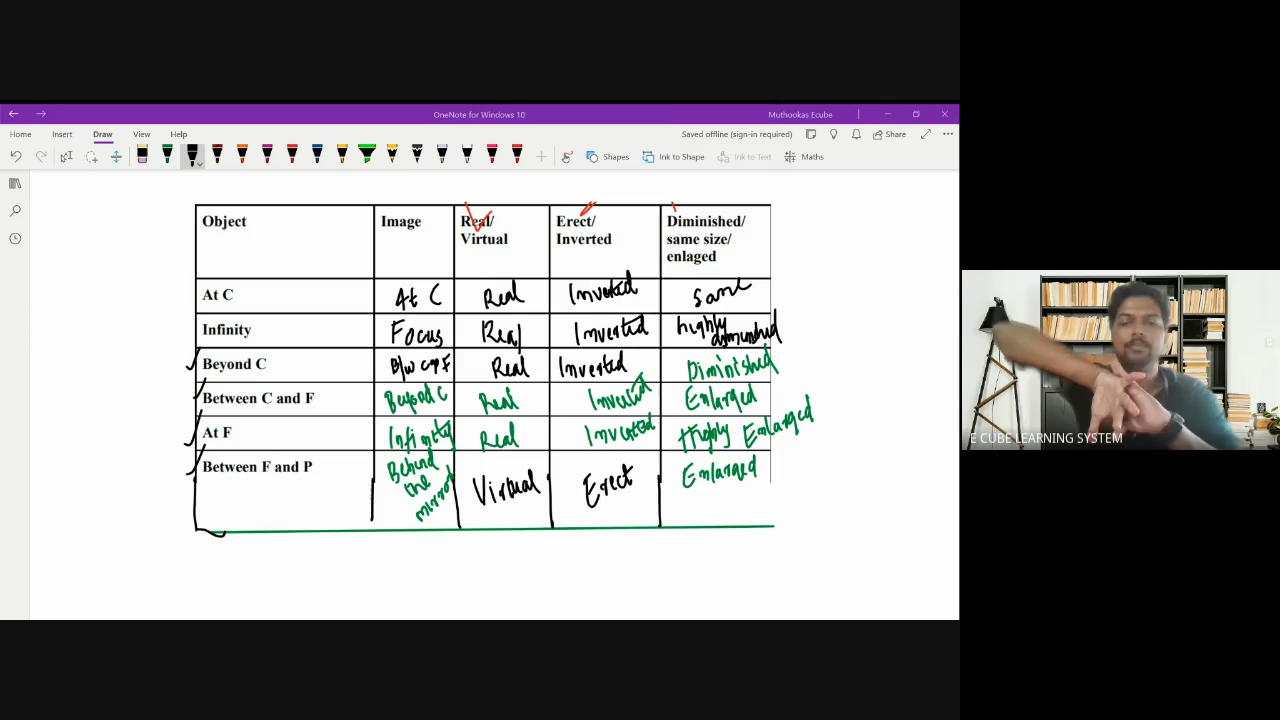 OneNote for Windows 10
Muthookas Ecube
Home Insert Draw View Help
Saved offline (sign-in required) Share
Shapes Ink to Shape Ink to Text Maths
Object Image Real/ Virtual Erect/ Inverted Diminished/ same size/ enlaged
At C At C Real Inverted Same
Infinity Focus Real Inverted highly diminished
Beyond C B/w C & F Real Inverted Diminished
Between C and F Beyond C Real Inverted Enlarged
At F Infinity Real Inverted Highly Enlarged
Between F and P Behind the mirror Virtual Erect Enlarged
E CUBE LEARNING SYSTEM